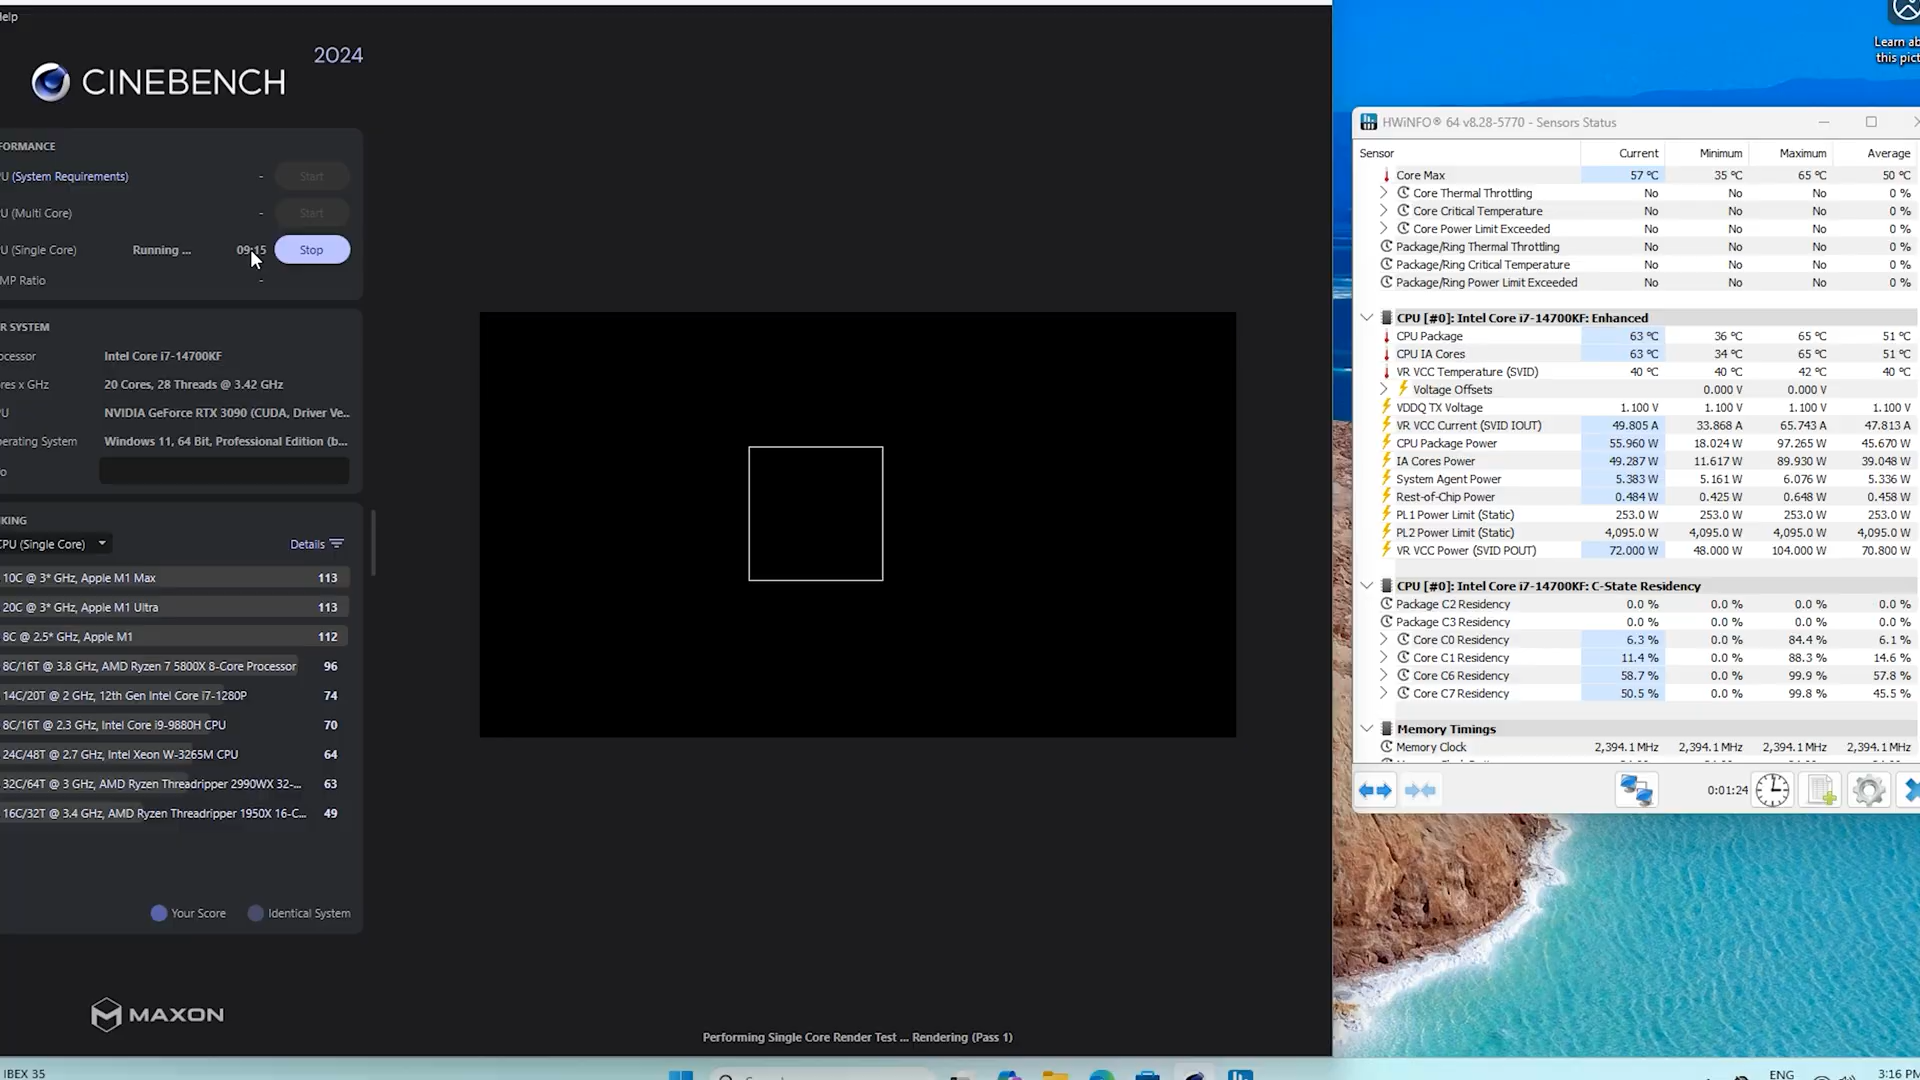 elp
2024
CINEBENCH
FORMANCE
U (System Requirements) - Start
U (Multi Core) - Start
U (Single Core) Running ... 09:15 Stop
MP Ratio -
R SYSTEM
ocessor Intel Core i7-14700KF
res x GHz 20 Cores, 28 Threads @ 3.42 GHz
U NVIDIA GeForce RTX 3090 (CUDA, Driver Ve...
erating System Windows 11, 64 Bit, Professional Edition (b...
o
KING
CPU (Single Core) Details
10C @ 3* GHz, Apple M1 Max 113
20C @ 3* GHz, Apple M1 Ultra 113
8C @ 2.5* GHz, Apple M1 112
8C/16T @ 3.8 GHz, AMD Ryzen 7 5800X 8-Core Processor 96
14C/20T @ 2 GHz, 12th Gen Intel Core i7-1280P 74
8C/16T @ 2.3 GHz, Intel Core i9-9880H CPU 70
24C/48T @ 2.7 GHz, Intel Xeon W-3265M CPU 64
32C/64T @ 3 GHz, AMD Ryzen Threadripper 2990WX 32-... 63
16C/32T @ 3.4 GHz, AMD Ryzen Threadripper 1950X 16-C... 49
Your Score Identical System
MAXON
Performing Single Core Render Test ... Rendering (Pass 1)
Learn ab
this pict
HWiNFO® 64 v8.28-5770 - Sensors Status
Sensor Current Minimum Maximum Average
Core Max 57 °C 35 °C 65 °C 50 °C
Core Thermal Throttling No No No 0 %
Core Critical Temperature No No No 0 %
Core Power Limit Exceeded No No No 0 %
Package/Ring Thermal Throttling No No No 0 %
Package/Ring Critical Temperature No No No 0 %
Package/Ring Power Limit Exceeded No No No 0 %
CPU [#0]: Intel Core i7-14700KF: Enhanced
CPU Package 63 °C 36 °C 65 °C 51 °C
CPU IA Cores 63 °C 34 °C 65 °C 51 °C
VR VCC Temperature (SVID) 40 °C 40 °C 42 °C 40 °C
Voltage Offsets 0.000 V 0.000 V
VDDQ TX Voltage 1.100 V 1.100 V 1.100 V 1.100 V
VR VCC Current (SVID IOUT) 49.805 A 33.868 A 65.743 A 47.813 A
CPU Package Power 55.960 W 18.024 W 97.265 W 45.670 W
IA Cores Power 49.287 W 11.617 W 89.930 W 39.048 W
System Agent Power 5.383 W 5.161 W 6.076 W 5.336 W
Rest-of-Chip Power 0.484 W 0.425 W 0.648 W 0.458 W
PL1 Power Limit (Static) 253.0 W 253.0 W 253.0 W 253.0 W
PL2 Power Limit (Static) 4,095.0 W 4,095.0 W 4,095.0 W 4,095.0 W
VR VCC Power (SVID POUT) 72.000 W 48.000 W 104.000 W 70.800 W
CPU [#0]: Intel Core i7-14700KF: C-State Residency
Package C2 Residency 0.0 % 0.0 % 0.0 % 0.0 %
Package C3 Residency 0.0 % 0.0 % 0.0 % 0.0 %
Core C0 Residency 6.3 % 0.0 % 84.4 % 6.1 %
Core C1 Residency 11.4 % 0.0 % 88.3 % 14.6 %
Core C6 Residency 58.7 % 0.0 % 99.9 % 57.8 %
Core C7 Residency 50.5 % 0.0 % 99.8 % 45.5 %
Memory Timings
Memory Clock 2,394.1 MHz 2,394.1 MHz 2,394.1 MHz 2,394.1 MHz
0:01:24
IBEX 35
ENG
3:16 PM